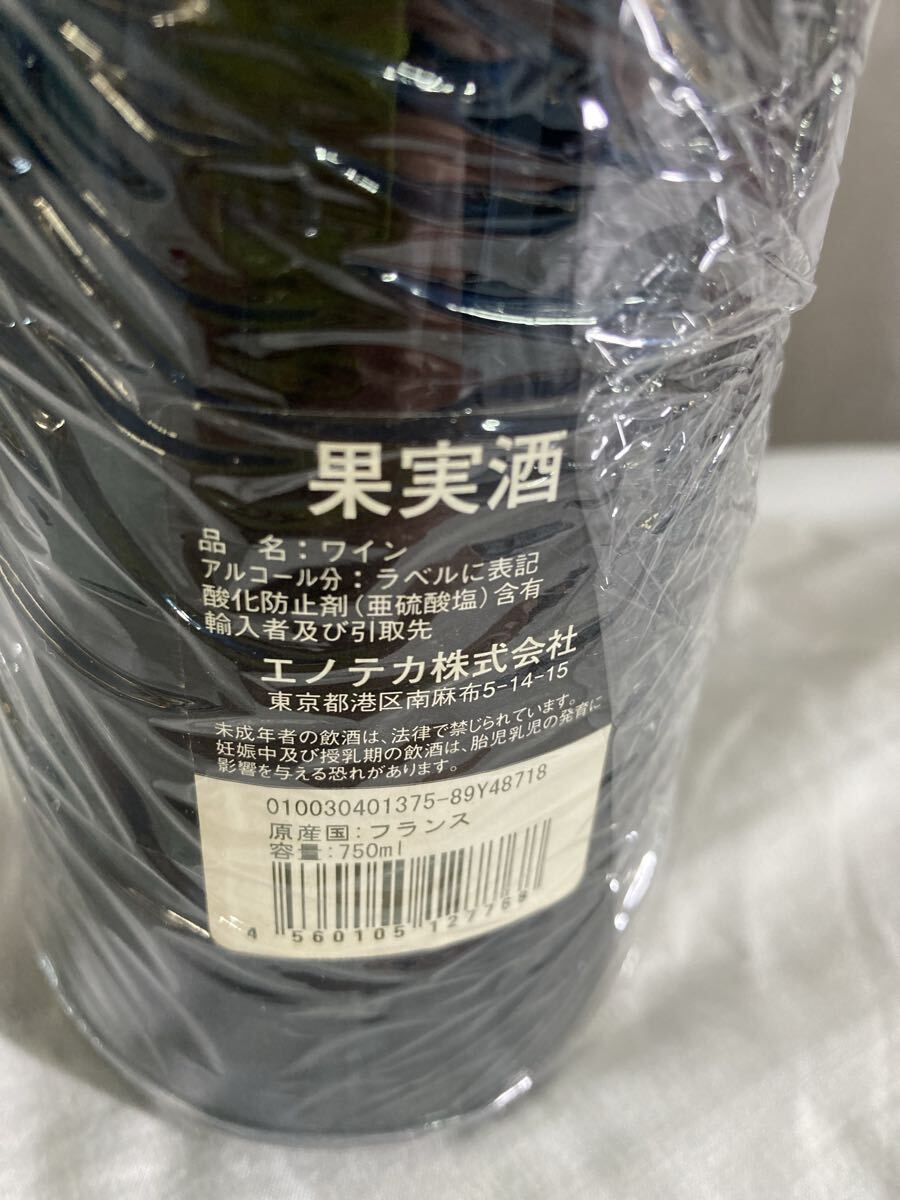 果実酒
品　名：ワイン
アルコール分：ラベルに表記
酸化防止剤（亜硫酸塩）含有
輸入者及び引取先
エノテカ株式会社
東京都港区南麻布5-14-15
未成年者の飲酒は、法律で禁じられています。
妊娠中及び授乳期の飲酒は、胎児乳児の発育に
影響を与える恐れがあります。
010030401375-89Y48718
原産国：フランス
容量：750ml
4 560105 127769